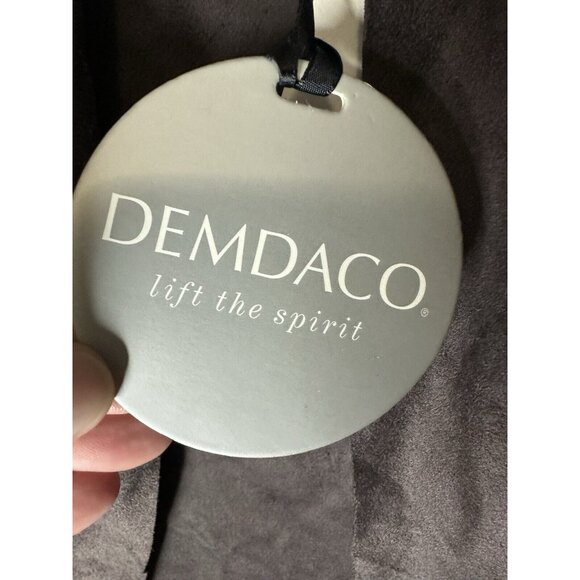 DEMDACO®
lift the spirit